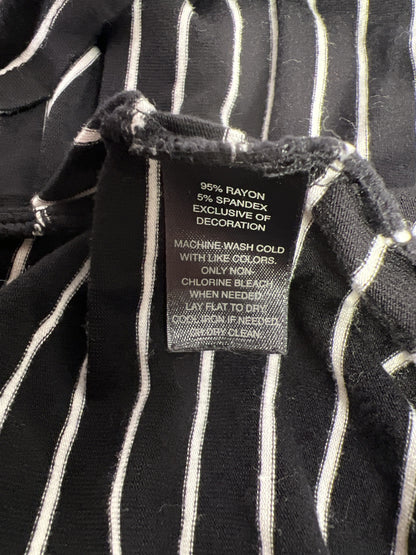 95% RAYON
5% SPANDEX
EXCLUSIVE OF
DECORATION
MACHINE WASH COLD
WITH LIKE COLORS.
ONLY NON
CHLORINE BLEACH
WHEN NEEDED.
LAY FLAT TO DRY.
COOL IRON IF NEEDED.
OR DRY CLEAN.